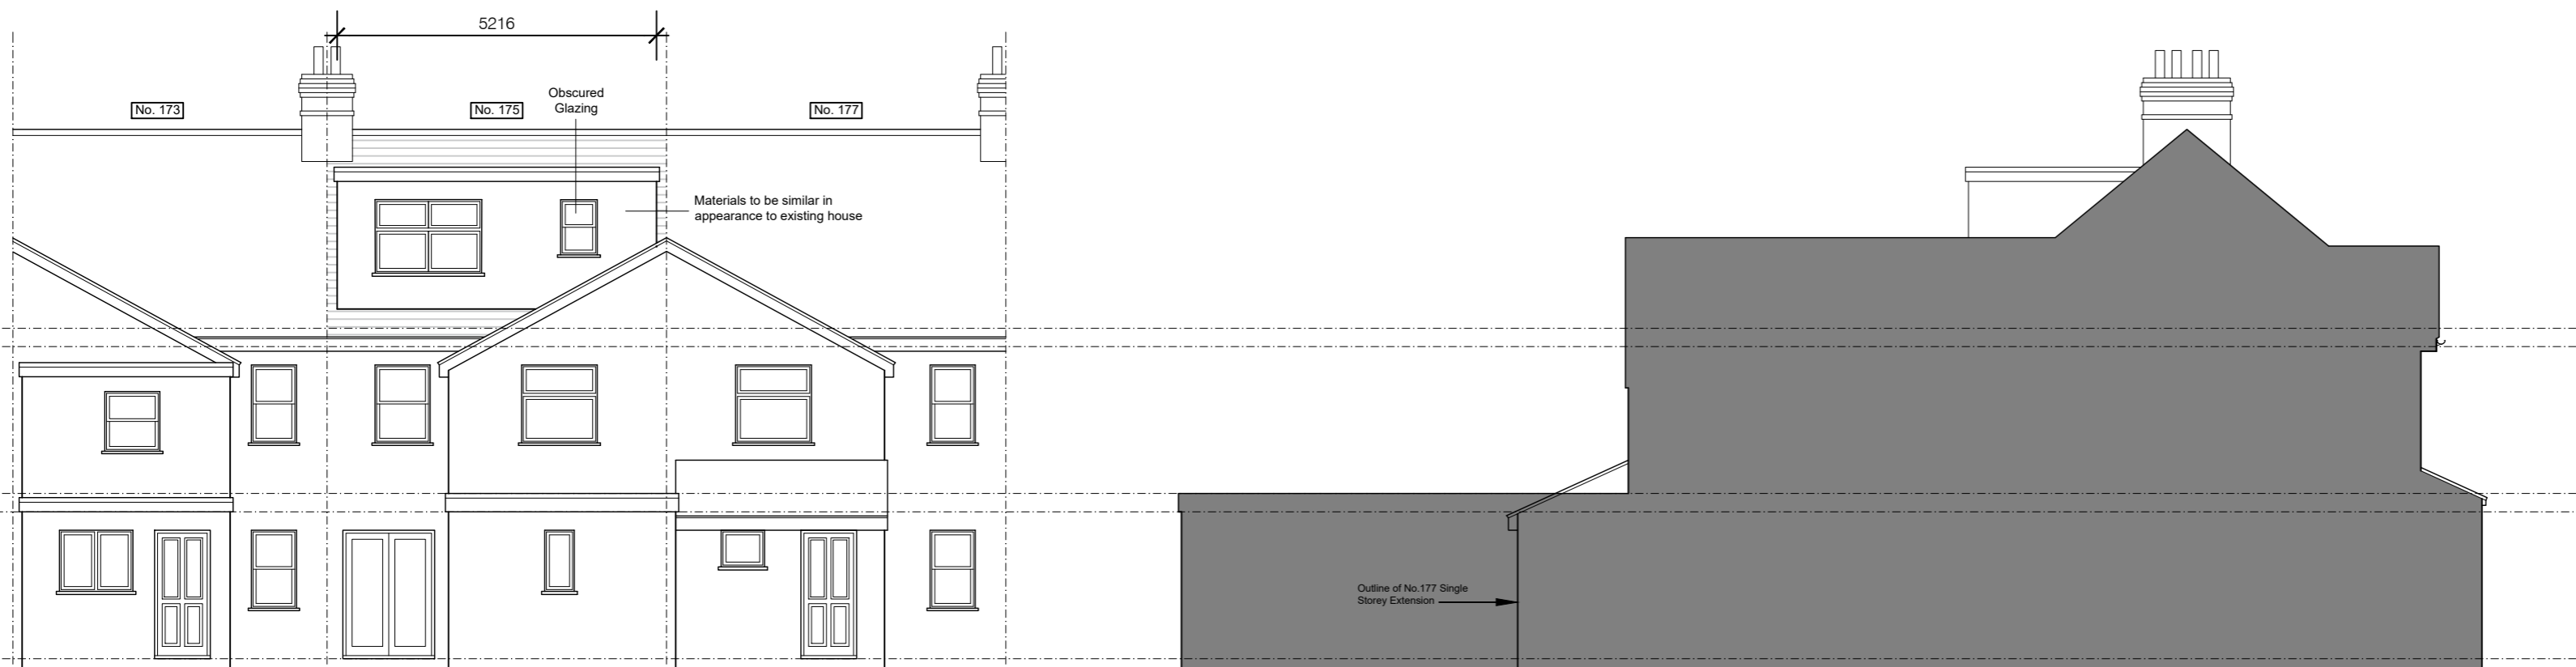 5216
No. 173
No. 175
Obscured
Glazing
No. 177
Materials to be similar in
appearance to existing house
Outline of No.177 Single
Storey Extension